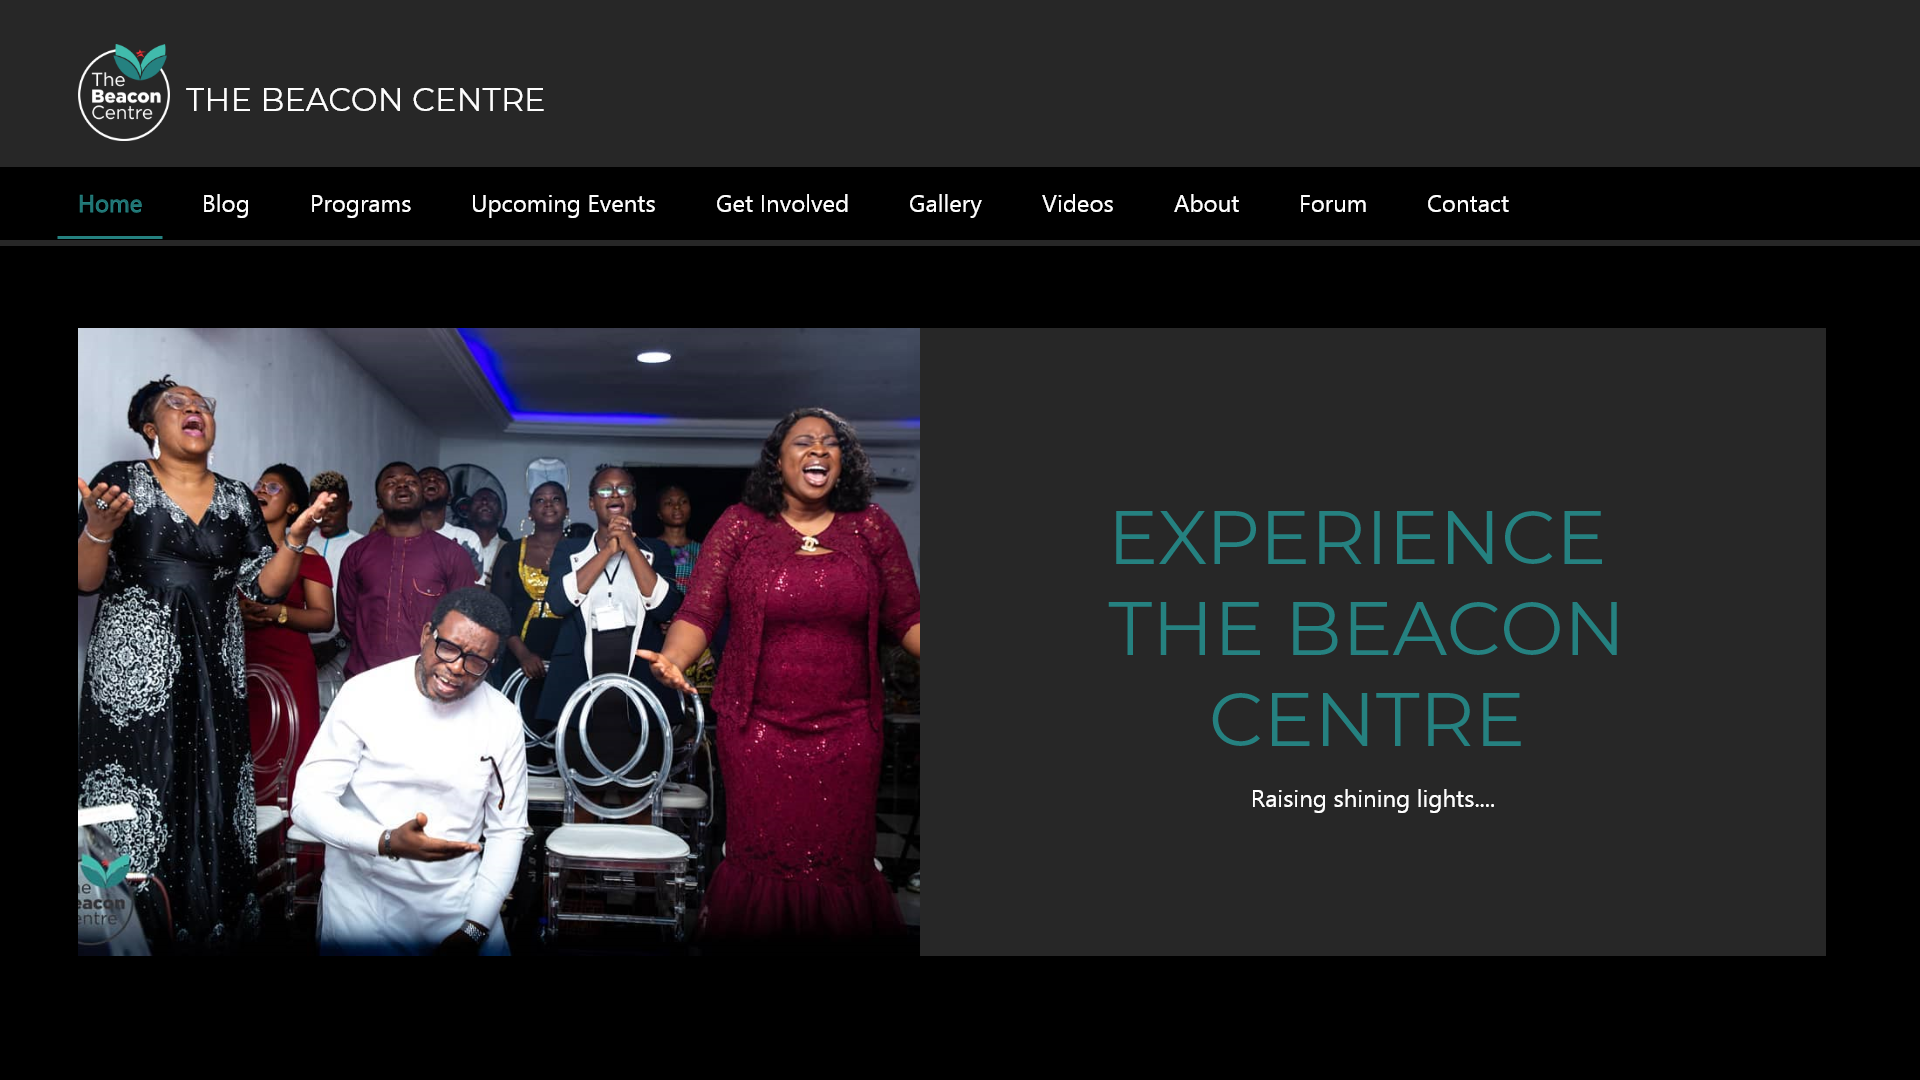 The
Beacon
Centre
THE BEACON CENTRE
Home Blog Programs Upcoming Events Get Involved Gallery Videos About Forum Contact
EXPERIENCE
THE BEACON
CENTRE
Raising shining lights....
he
eacon
entre